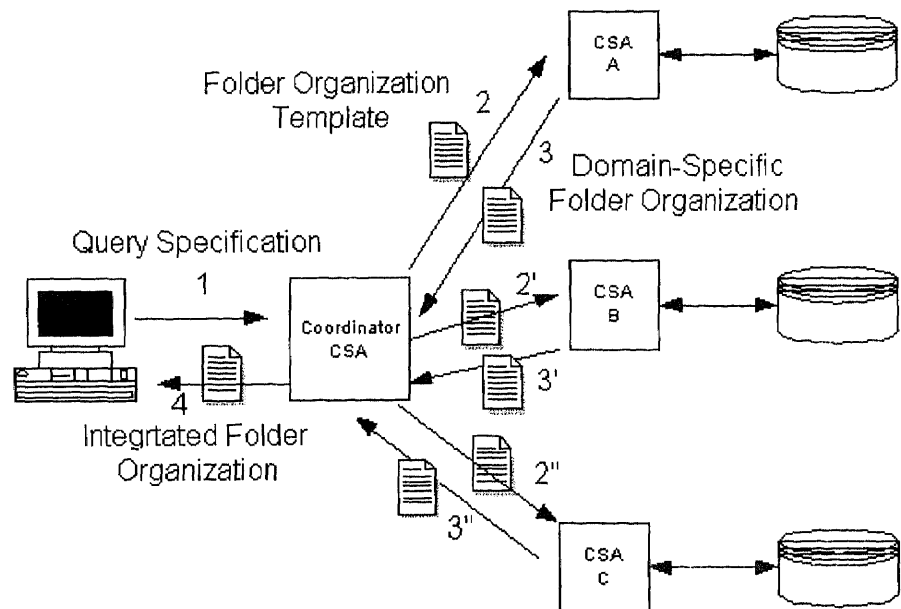 CSA
A
Folder Organization
Template
2
3
Domain-Specific
Folder Organization
Query Specification
1
2'
CSA
B
Coordinator
CSA
3'
4
Integrtated Folder
Organization
2"
3"
CSA
C